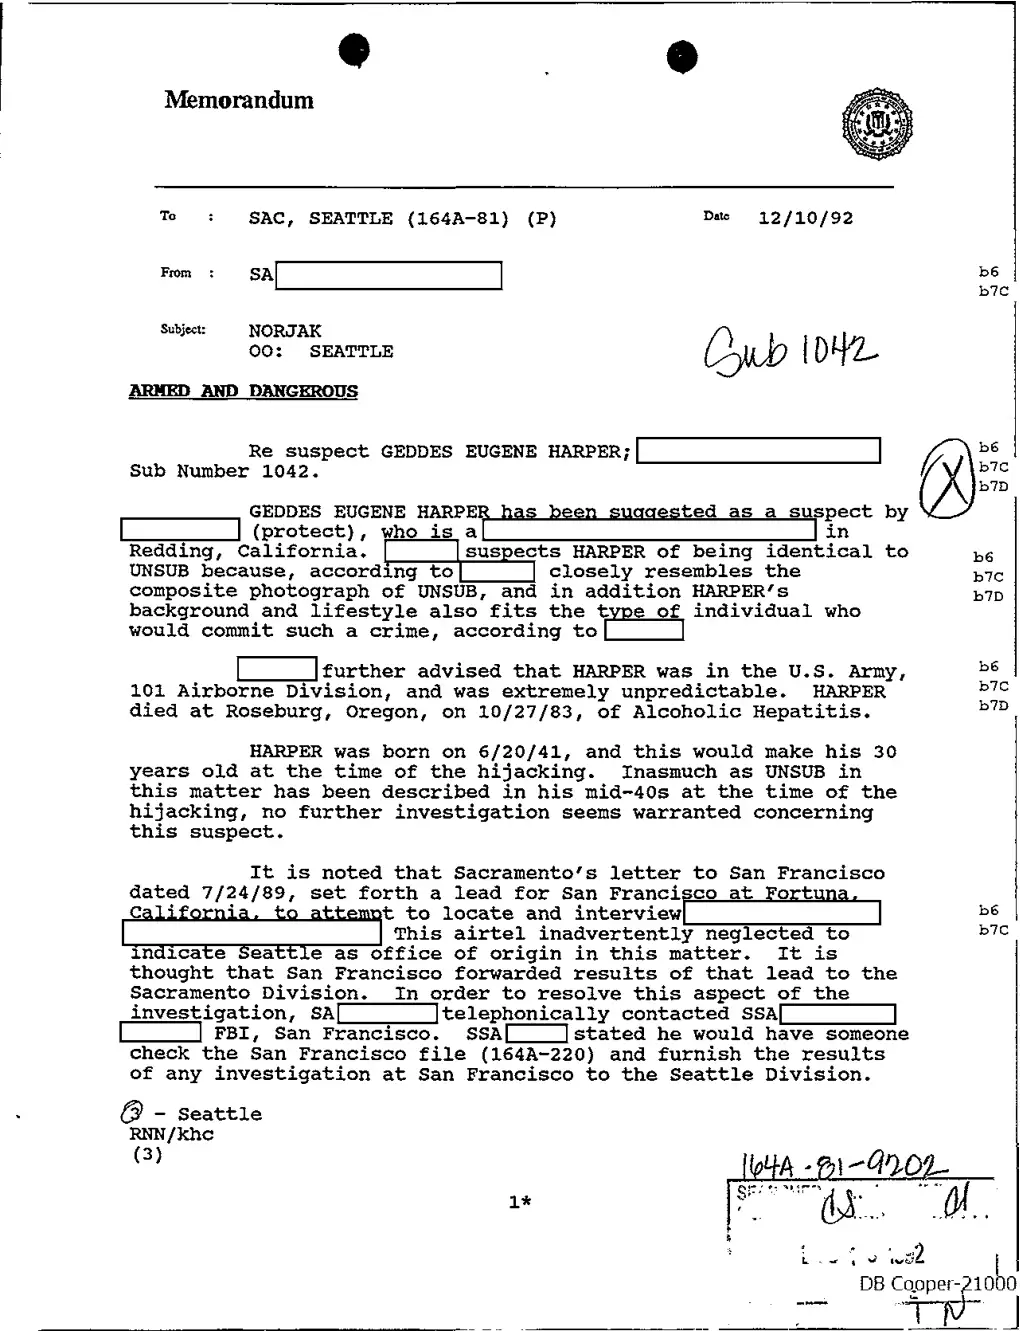 Memorandum
To : SAC, SEATTLE (164A-81) (P) Date 12/10/92
From : SA b6
b7C
Subject: NORJAK
OO: SEATTLE
Sub 1042
ARMED AND DANGEROUS
Re suspect GEDDES EUGENE HARPER; b6
Sub Number 1042. b7C
b7D
X
GEDDES EUGENE HARPER has been suggested as a suspect by
(protect), who is a in
Redding, California. suspects HARPER of being identical to b6
UNSUB because, according to closely resembles the b7C
composite photograph of UNSUB, and in addition HARPER's b7D
background and lifestyle also fits the type of individual who
would commit such a crime, according to
further advised that HARPER was in the U.S. Army, b6
101 Airborne Division, and was extremely unpredictable. HARPER b7C
died at Roseburg, Oregon, on 10/27/83, of Alcoholic Hepatitis. b7D
HARPER was born on 6/20/41, and this would make his 30
years old at the time of the hijacking. Inasmuch as UNSUB in
this matter has been described in his mid-40s at the time of the
hijacking, no further investigation seems warranted concerning
this suspect.
It is noted that Sacramento's letter to San Francisco
dated 7/24/89, set forth a lead for San Francisco at Fortuna,
California, to attempt to locate and interview b6
This airtel inadvertently neglected to b7C
indicate Seattle as office of origin in this matter. It is
thought that San Francisco forwarded results of that lead to the
Sacramento Division. In order to resolve this aspect of the
investigation, SA telephonically contacted SSA
FBI, San Francisco. SSA stated he would have someone
check the San Francisco file (164A-220) and furnish the results
of any investigation at San Francisco to the Seattle Division.
3 - Seattle
RNN/khc
(3)
164A-81-9202
1*
DB Cooper-21000